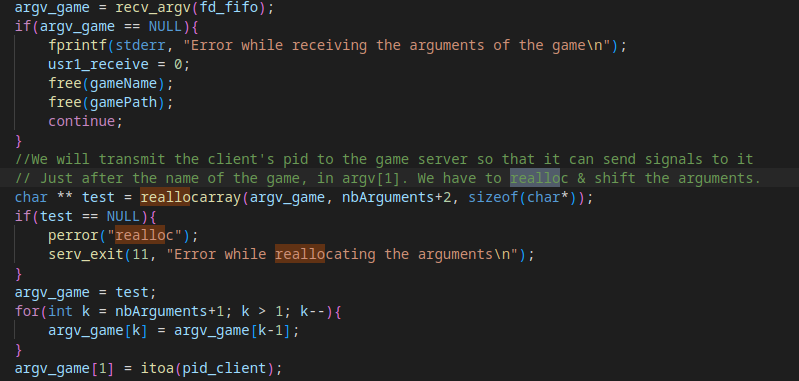 argv_game = recv_argv(fd_fifo);
if(argv_game == NULL){
    fprintf(stderr, "Error while receiving the arguments of the game\n");
    usr1_receive = 0;
    free(gameName);
    free(gamePath);
    continue;
}
//We will transmit the client's pid to the game server so that it can send signals to it
// Just after the name of the game, in argv[1]. We have to realloc & shift the arguments.
char ** test = reallocarray(argv_game, nbArguments+2, sizeof(char*));
if(test == NULL){
    perror("realloc");
    serv_exit(11, "Error while reallocating the arguments\n");
}
argv_game = test;
for(int k = nbArguments+1; k > 1; k--){
    argv_game[k] = argv_game[k-1];
}
argv_game[1] = itoa(pid_client);